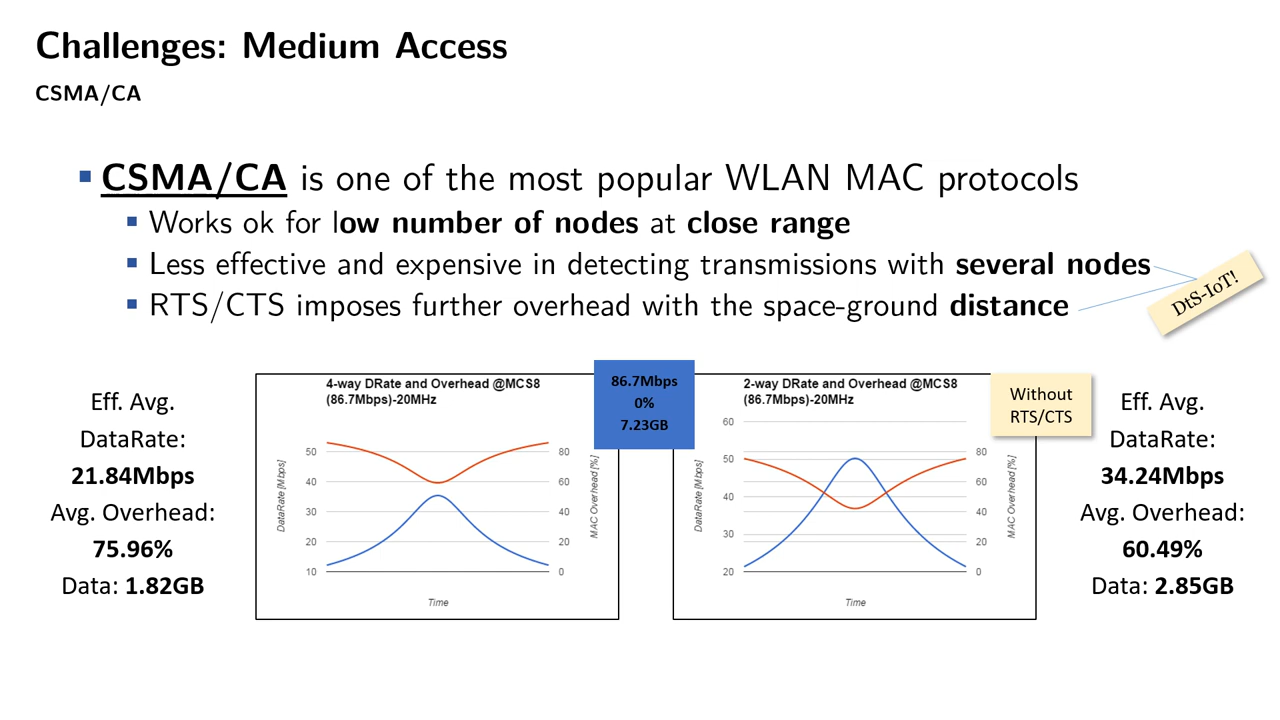 Challenges: Medium Access
CSMA/CA
CSMA/CA is one of the most popular WLAN MAC protocols
Works ok for low number of nodes at close range
Less effective and expensive in detecting transmissions with several nodes
RTS/CTS imposes further overhead with the space-ground distance
DtS-IoT!
Eff. Avg.
DataRate:
21.84Mbps
Avg. Overhead:
75.96%
Data: 1.82GB
4-way DRate and Overhead @MCS8
(86.7Mbps)-20MHz
DataRate [Mbps]
50
40
30
20
10
80
60
40
20
0
MAC Overhead [%]
Time
86.7Mbps
0%
7.23GB
2-way DRate and Overhead @MCS8
(86.7Mbps)-20MHz
DataRate [Mbps]
60
50
40
30
20
80
60
40
20
0
MAC Overhead [%]
Time
Without
RTS/CTS
Eff. Avg.
DataRate:
34.24Mbps
Avg. Overhead:
60.49%
Data: 2.85GB